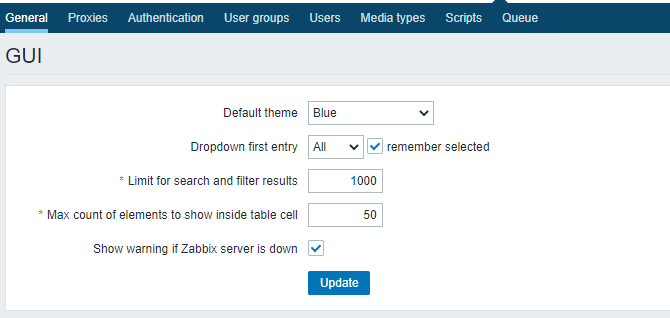 General Proxies Authentication User groups Users Media types Scripts Queue
GUI
Default theme Blue
Dropdown first entry All remember selected
* Limit for search and filter results 1000
* Max count of elements to show inside table cell 50
Show warning if Zabbix server is down
Update